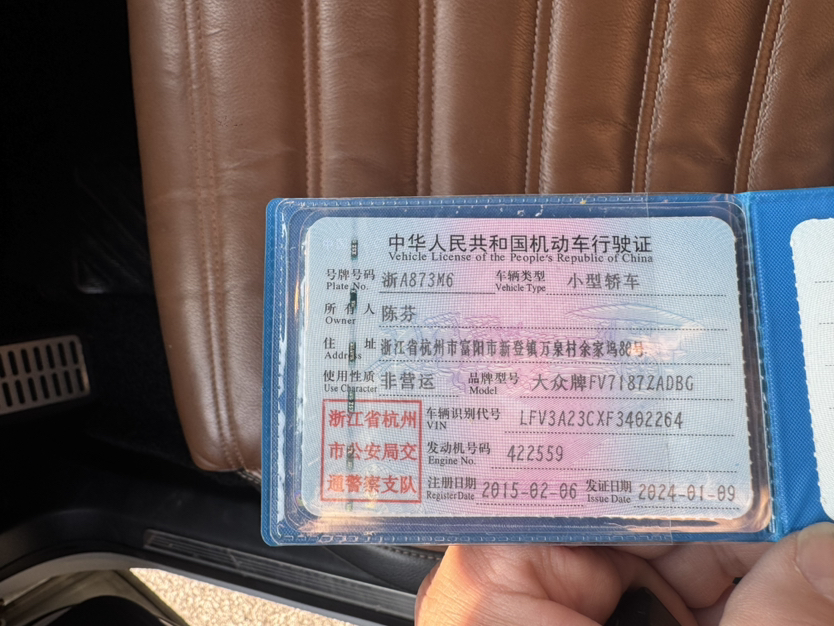 中华人民共和国机动车行驶证
Vehicle License of the People's Republic of China
号牌号码 浙A873M6 车辆类型 小型轿车
Plate No. Vehicle Type
所有人 陈芬
Owner
住址 浙江省杭州市富阳市新登镇万泉村余家坞88号
Address
使用性质 非营运 品牌型号 大众牌FV7187ZADBG
Use Character Model
浙江省杭州
市公安局交
通警察支队
车辆识别代号 LFV3A23CXF3402264
VIN
发动机号码 422559
Engine No.
注册日期 2015-02-06 发证日期 2024-01-09
Register Date Issue Date